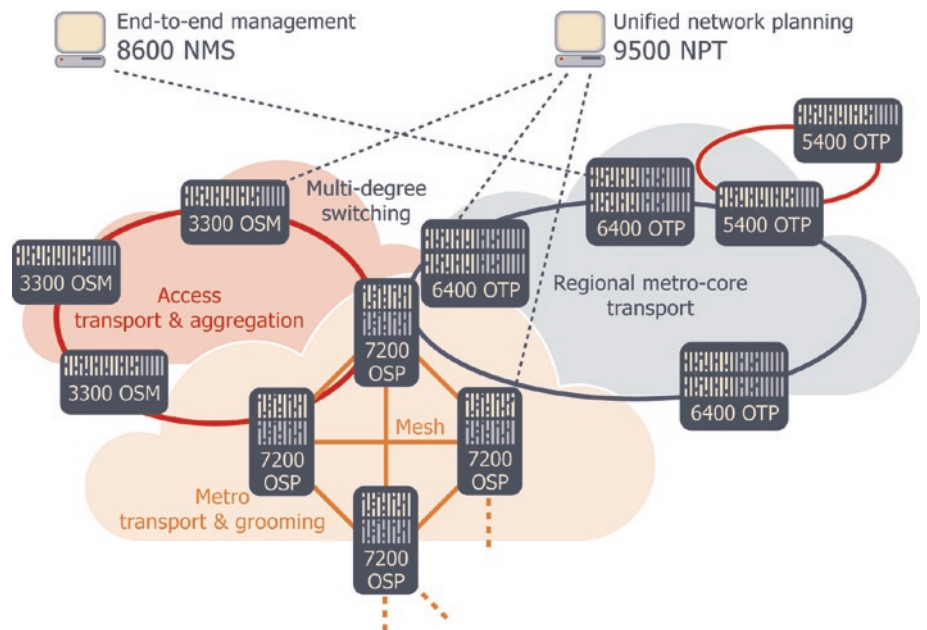 End-to-end management
8600 NMS
Unified network planning
9500 NPT
5400 OTP
Multi-degree
switching
3300 OSM
6400 OTP
5400 OTP
3300 OSM
6400 OTP
Access
transport & aggregation
Regional metro-core
transport
7200
OSP
3300 OSM
6400 OTP
Mesh
7200
OSP
7200
OSP
Metro
transport & grooming
7200
OSP